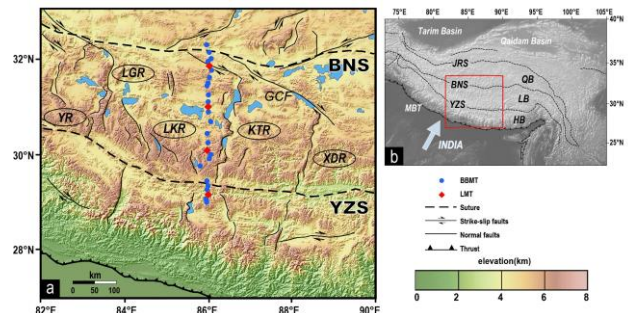 32°N
30°N
28°N
82°E
84°E
86°E
88°E
90°E
BNS
LGR
GCF
YR
LKR
KTR
XDR
YZS
km
0 50 100
a
75°E
80°E
85°E
90°E
95°E
100°E
105°E
40°N
35°N
30°N
25°N
Tarim Basin
Qaidam Basin
JRS
BNS
QB
YZS
LB
MBT
HB
INDIA
b
BBMT
LMT
Suture
Strike-slip faults
Normal faults
Thrust
elevation(km)
0 2 4 6 8